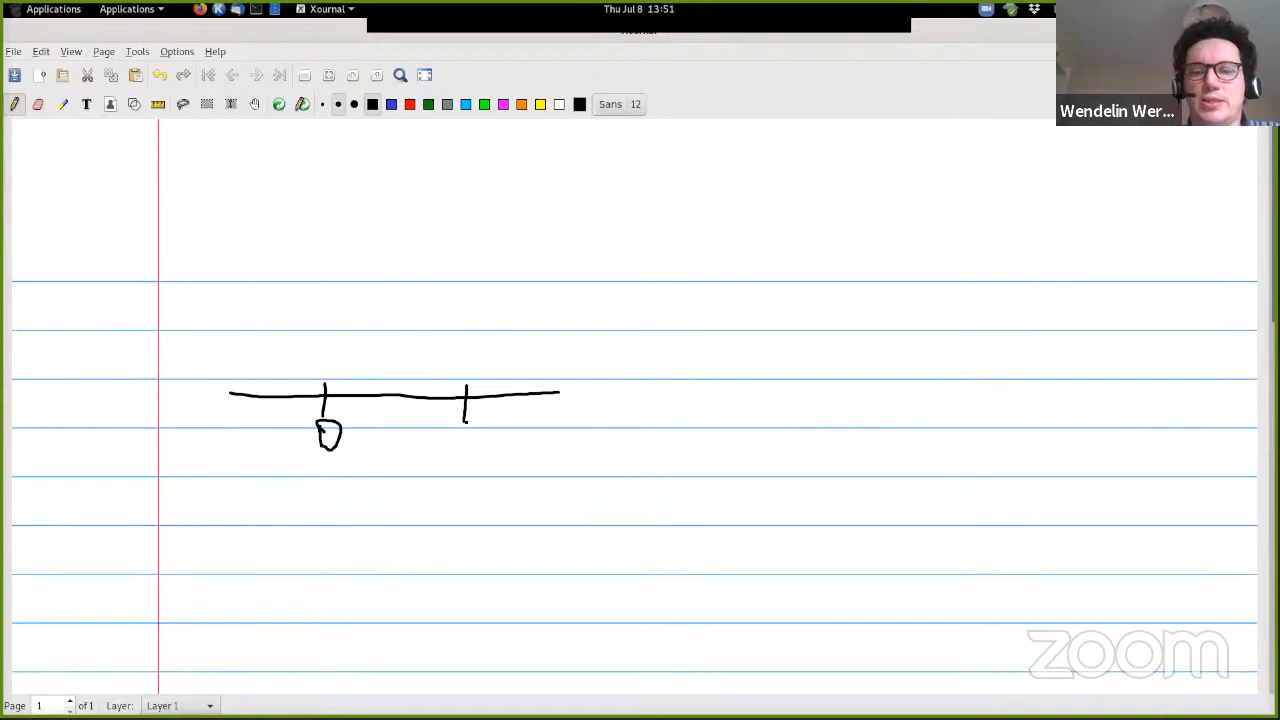 Applications Applications Xournal Thu Jul 8 13:51
File Edit View Page Tools Options Help
Sans 12
Wendelin Wer...
0
zoom
Page 1 of 1 Layer: Layer 1